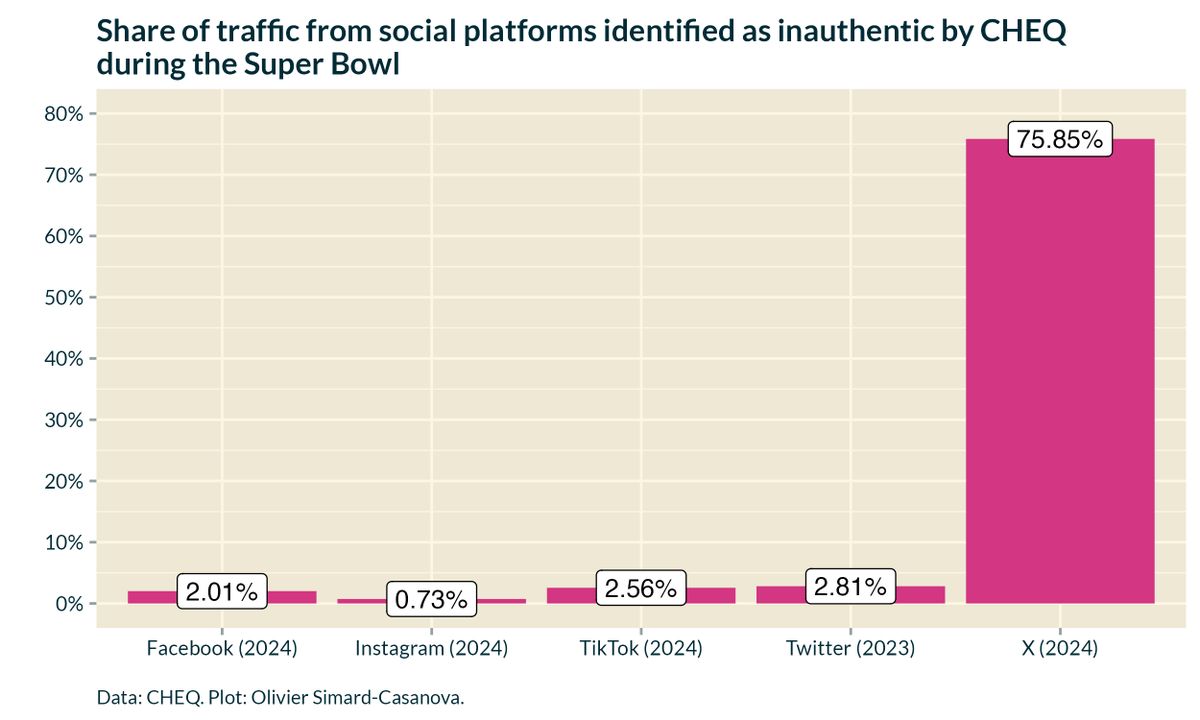 Share of traffic from social platforms identified as inauthentic by CHEQ
during the Super Bowl
80%
70%
60%
50%
40%
30%
20%
10%
0%
75.85%
2.01%
0.73%
2.56%
2.81%
Facebook (2024)
Instagram (2024)
TikTok (2024)
Twitter (2023)
X (2024)
Data: CHEQ. Plot: Olivier Simard-Casanova.